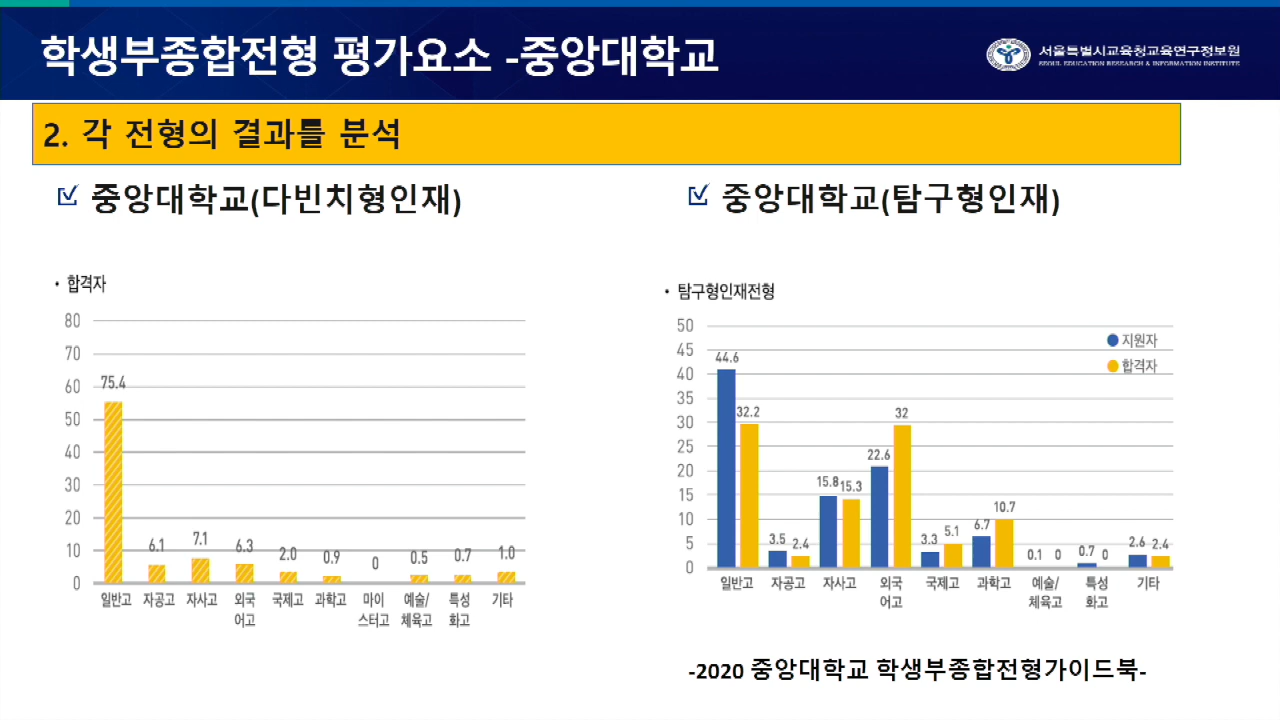 학생부종합전형 평가요소 -중앙대학교
서울특별시교육청교육연구정보원
SEOUL EDUCATION RESEARCH & INFORMATION INSTITUTE
2. 각 전형의 결과를 분석
중앙대학교(다빈치형인재)
• 합격자
80
70
60
50
40
30
20
10
0
75.4
6.1
7.1
6.3
2.0
0.9
0
0.5
0.7
1.0
일반고 자공고 자사고 외국 국제고 과학고 마이 예술/ 특성 기타
어고 스터고 체육고 화고
중앙대학교(탐구형인재)
• 탐구형인재전형
지원자
합격자
50
45
40
35
30
25
20
15
10
5
0
44.6 32.2
3.5 2.4
15.8 15.3
22.6 32
3.3 5.1
6.7 10.7
0.1 0
0.7 0
2.6 2.4
일반고 자공고 자사고 외국 국제고 과학고 예술/ 특성 기타
어고 체육고 화고
-2020 중앙대학교 학생부종합전형가이드북-